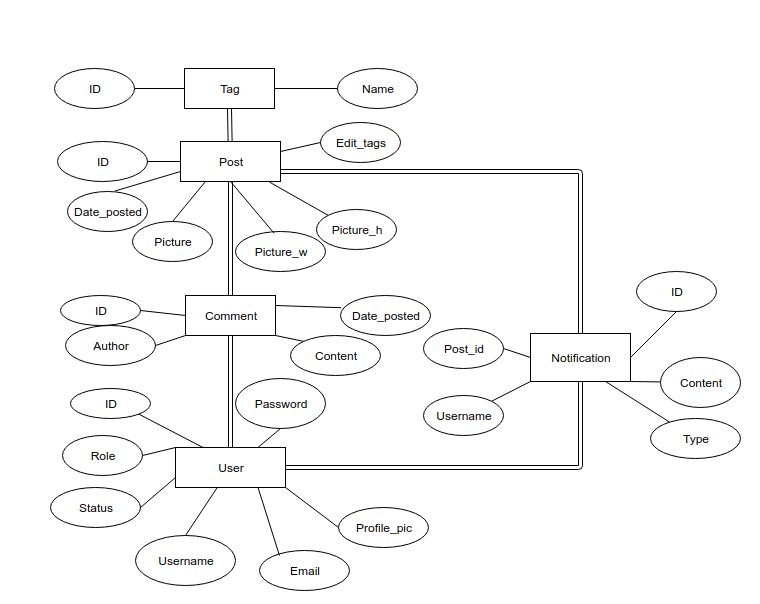 ID
Tag
Name
Edit_tags
ID
Post
Date_posted
Picture
Picture_w
Picture_h
ID
Comment
Date_posted
Author
Content
ID
Notification
Post_id
Content
Username
Type
ID
Password
Role
User
Status
Profile_pic
Username
Email